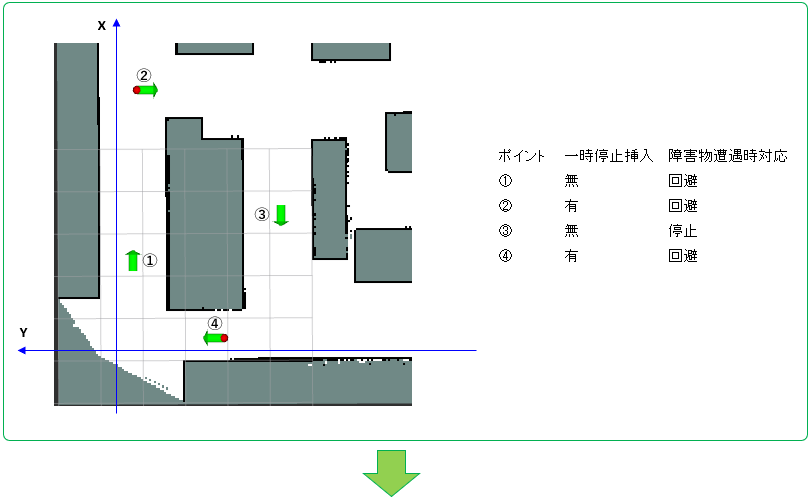 X
②
③
①
④
Y
ポイント 一時停止挿入 障害物遭遇時対応
① 無 回避
② 有 回避
③ 無 停止
④ 有 回避